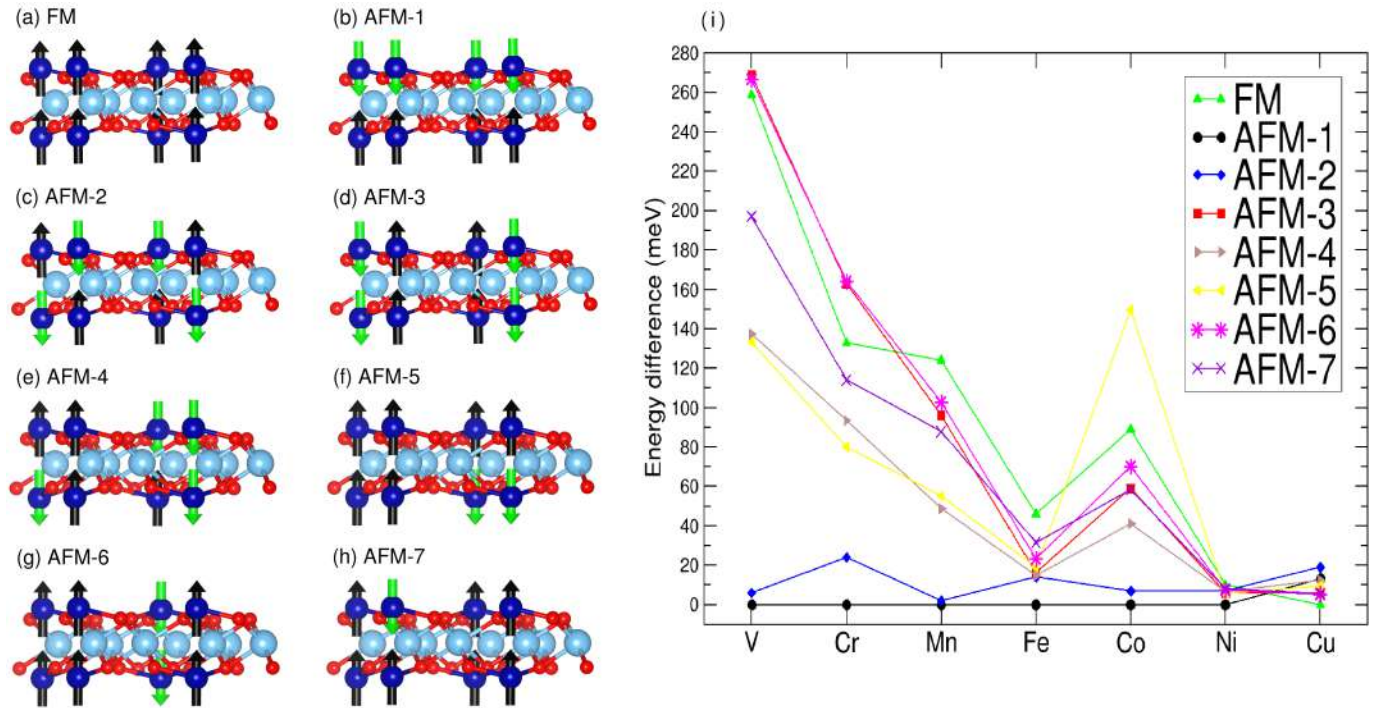 (a) FM
(b) AFM-1
(c) AFM-2
(d) AFM-3
(e) AFM-4
(f) AFM-5
(g) AFM-6
(h) AFM-7
(i)
Energy difference (meV)
280
260
240
220
200
180
160
140
120
100
80
60
40
20
0
V Cr Mn Fe Co Ni Cu
FM
AFM-1
AFM-2
AFM-3
AFM-4
AFM-5
AFM-6
AFM-7